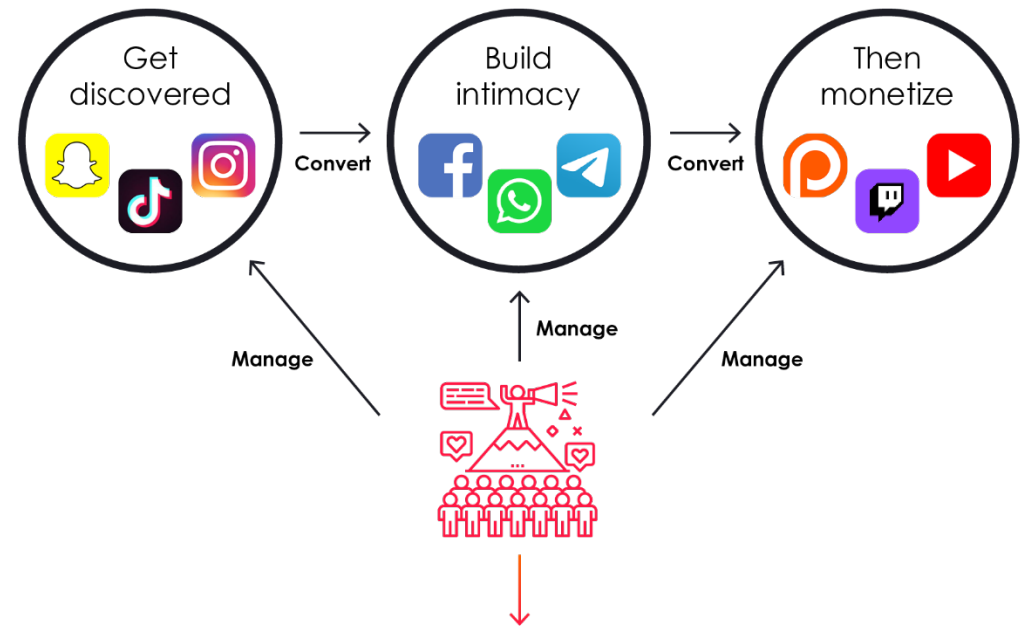 Get
discovered
Build
intimacy
Then
monetize
Convert
Convert
Manage
Manage
Manage